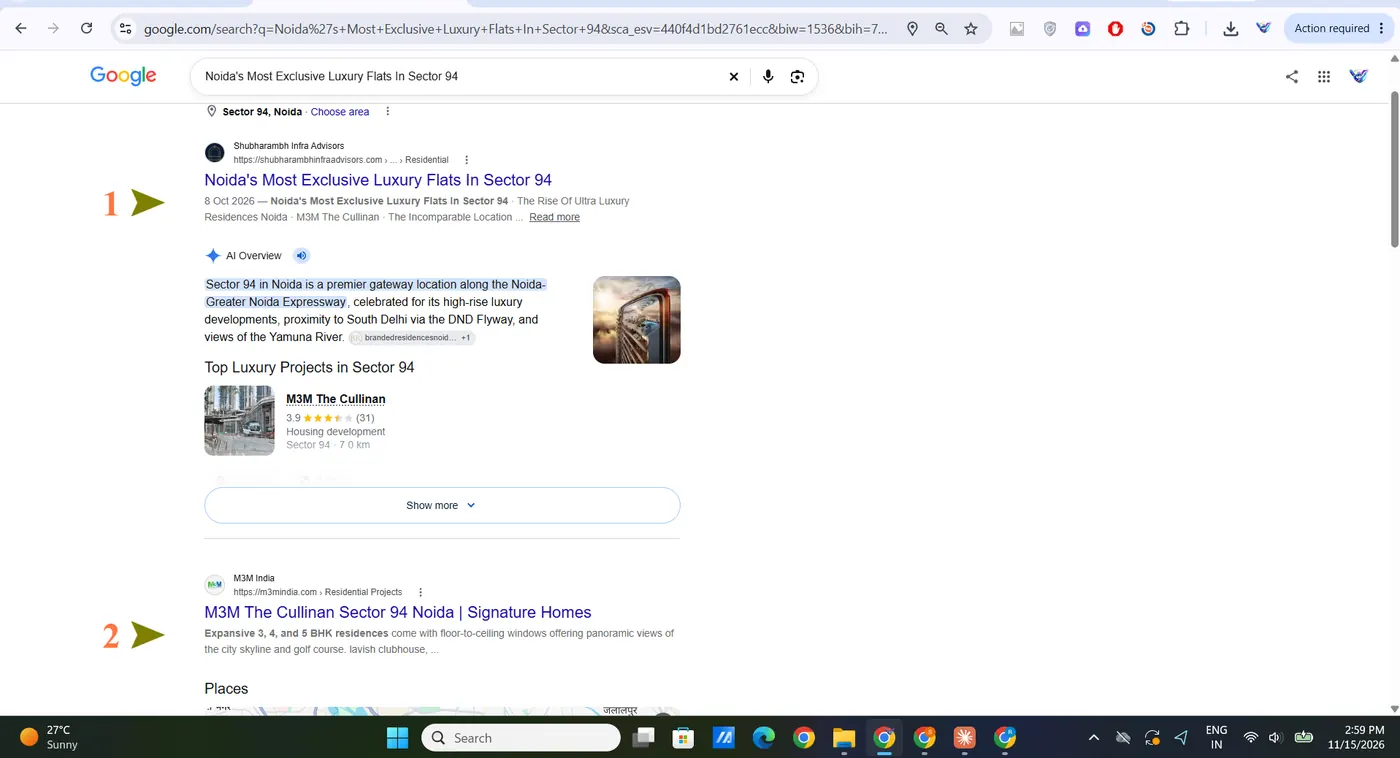 google.com/search?q=Noida%27s+Most+Exclusive+Luxury+Flats+In+Sector+94&sca_esv=440f4d1bd2761ecc&biw=1536&bih=7...
Action required
Google
Noida's Most Exclusive Luxury Flats In Sector 94
Sector 94, Noida · Choose area
Shubharambh Infra Advisors
https://shubharambhinfraadvisors.com › ... › Residential
1
Noida's Most Exclusive Luxury Flats In Sector 94
8 Oct 2026 — Noida's Most Exclusive Luxury Flats In Sector 94 · The Rise Of Ultra Luxury
Residences Noida · M3M The Cullinan · The Incomparable Location ... Read more
AI Overview
Sector 94 in Noida is a premier gateway location along the Noida-
Greater Noida Expressway, celebrated for its high-rise luxury
developments, proximity to South Delhi via the DND Flyway, and
views of the Yamuna River. brandedresidencesnoid... +1
Top Luxury Projects in Sector 94
M3M The Cullinan
3.9 (31)
Housing development
Sector 94 · 7.0 km
Show more
M3M
M3M India
https://m3mindia.com › Residential Projects
2
M3M The Cullinan Sector 94 Noida | Signature Homes
Expansive 3, 4, and 5 BHK residences come with floor-to-ceiling windows offering panoramic views of
the city skyline and golf course. lavish clubhouse, ...
Places
जलालपुर
27°C
Sunny
Search
ENG
IN
2:59 PM
11/15/2026